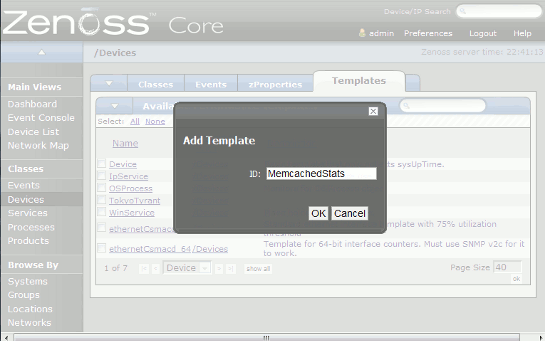 Zenoss™ Core
Device/IP Search
admin Preferences Logout Help
/Devices
Zenoss server time: 22:41:13
Main Views
Dashboard
Event Console
Device List
Network Map
Classes
Events
Devices
Services
Processes
Products
Browse By
Systems
Groups
Locations
Networks
Classes Events zProperties Templates
Availa
Select: All None
Name
Device
ts sysUpTime.
IpService
OSProcess
TokyoTyrant
WinService
ethernetCsmacd
mplate with 75% utilization
threshold
ethernetCsmacd_64/Devices
Template for 64-bit interface counters. Must use SNMP v2c for it
to work.
1 of 7 Device show all Page Size 40
ok
Add Template
ID: MemcachedStats
OK Cancel